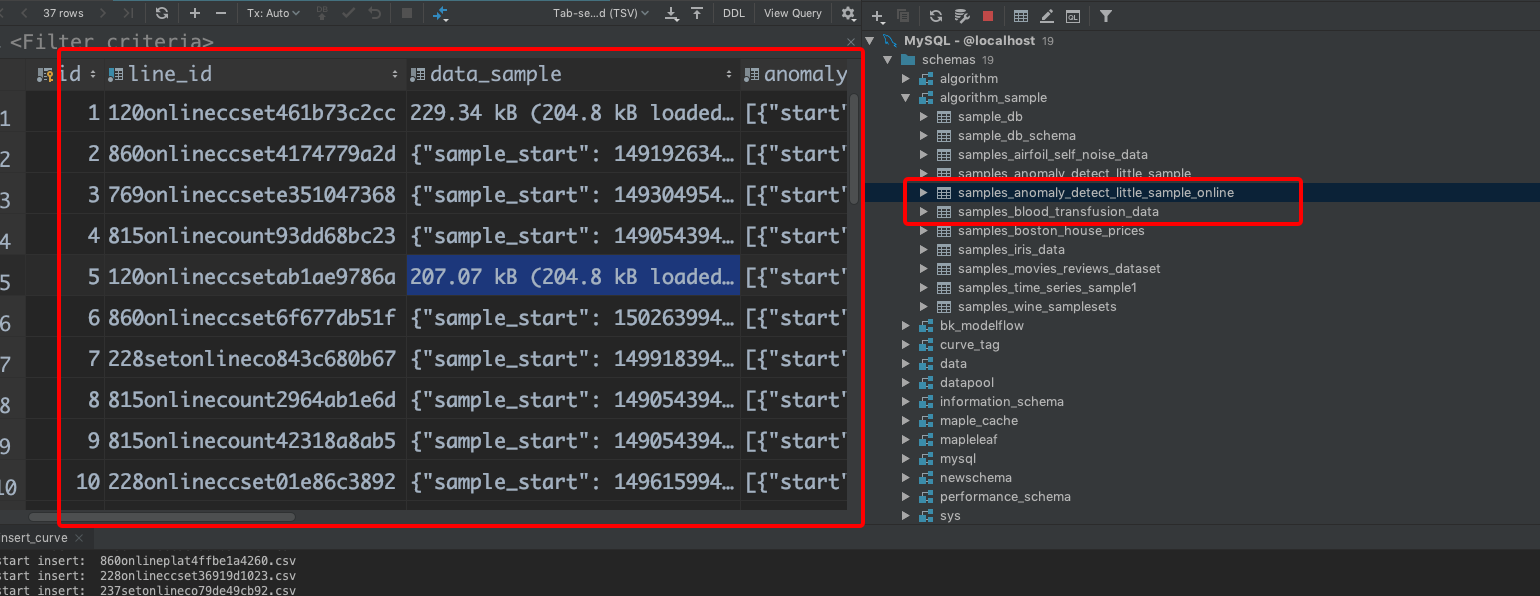 37 rows
Tx: Auto
DB
Tab-se...d (TSV)
DDL
View Query
<Filter criteria>
id
line_id
data_sample
anomaly
1
1
120onlineccset461b73c2cc
229.34 kB (204.8 kB loaded…
[{"start"
2
2
860onlineccset4174779a2d
{"sample_start": 149192634…
[{"start"
3
3
769onlineccsete351047368
{"sample_start": 149304954…
[{"start"
4
4
815onlinecount93dd68bc23
{"sample_start": 149054394…
[{"start"
5
5
120onlineccsetab1ae9786a
207.07 kB (204.8 kB loaded…
[{"start"
6
6
860onlineccset6f677db51f
{"sample_start": 150263994…
[{"start"
7
7
228setonlineco843c680b67
{"sample_start": 149918394…
[{"start"
8
8
815onlinecount2964ab1e6d
{"sample_start": 149054394…
[{"start"
9
9
815onlinecount42318a8ab5
{"sample_start": 149054394…
[{"start"
10
10
228onlineccset01e86c3892
{"sample_start": 149615994…
[{"start"
nsert_curve
tart insert:  860onlineplat4ffbe1a4260.csv
tart insert:  228onlineccset36919d1023.csv
tart insert:  237setonlineco79de49cb92.csv
QL
MySQL - @localhost 19
schemas 19
algorithm
algorithm_sample
sample_db
sample_db_schema
samples_airfoil_self_noise_data
samples_anomaly_detect_little_sample
samples_anomaly_detect_little_sample_online
samples_blood_transfusion_data
samples_boston_house_prices
samples_iris_data
samples_movies_reviews_dataset
samples_time_series_sample1
samples_wine_samplesets
bk_modelflow
curve_tag
data
datapool
information_schema
maple_cache
mapleleaf
mysql
newschema
performance_schema
sys